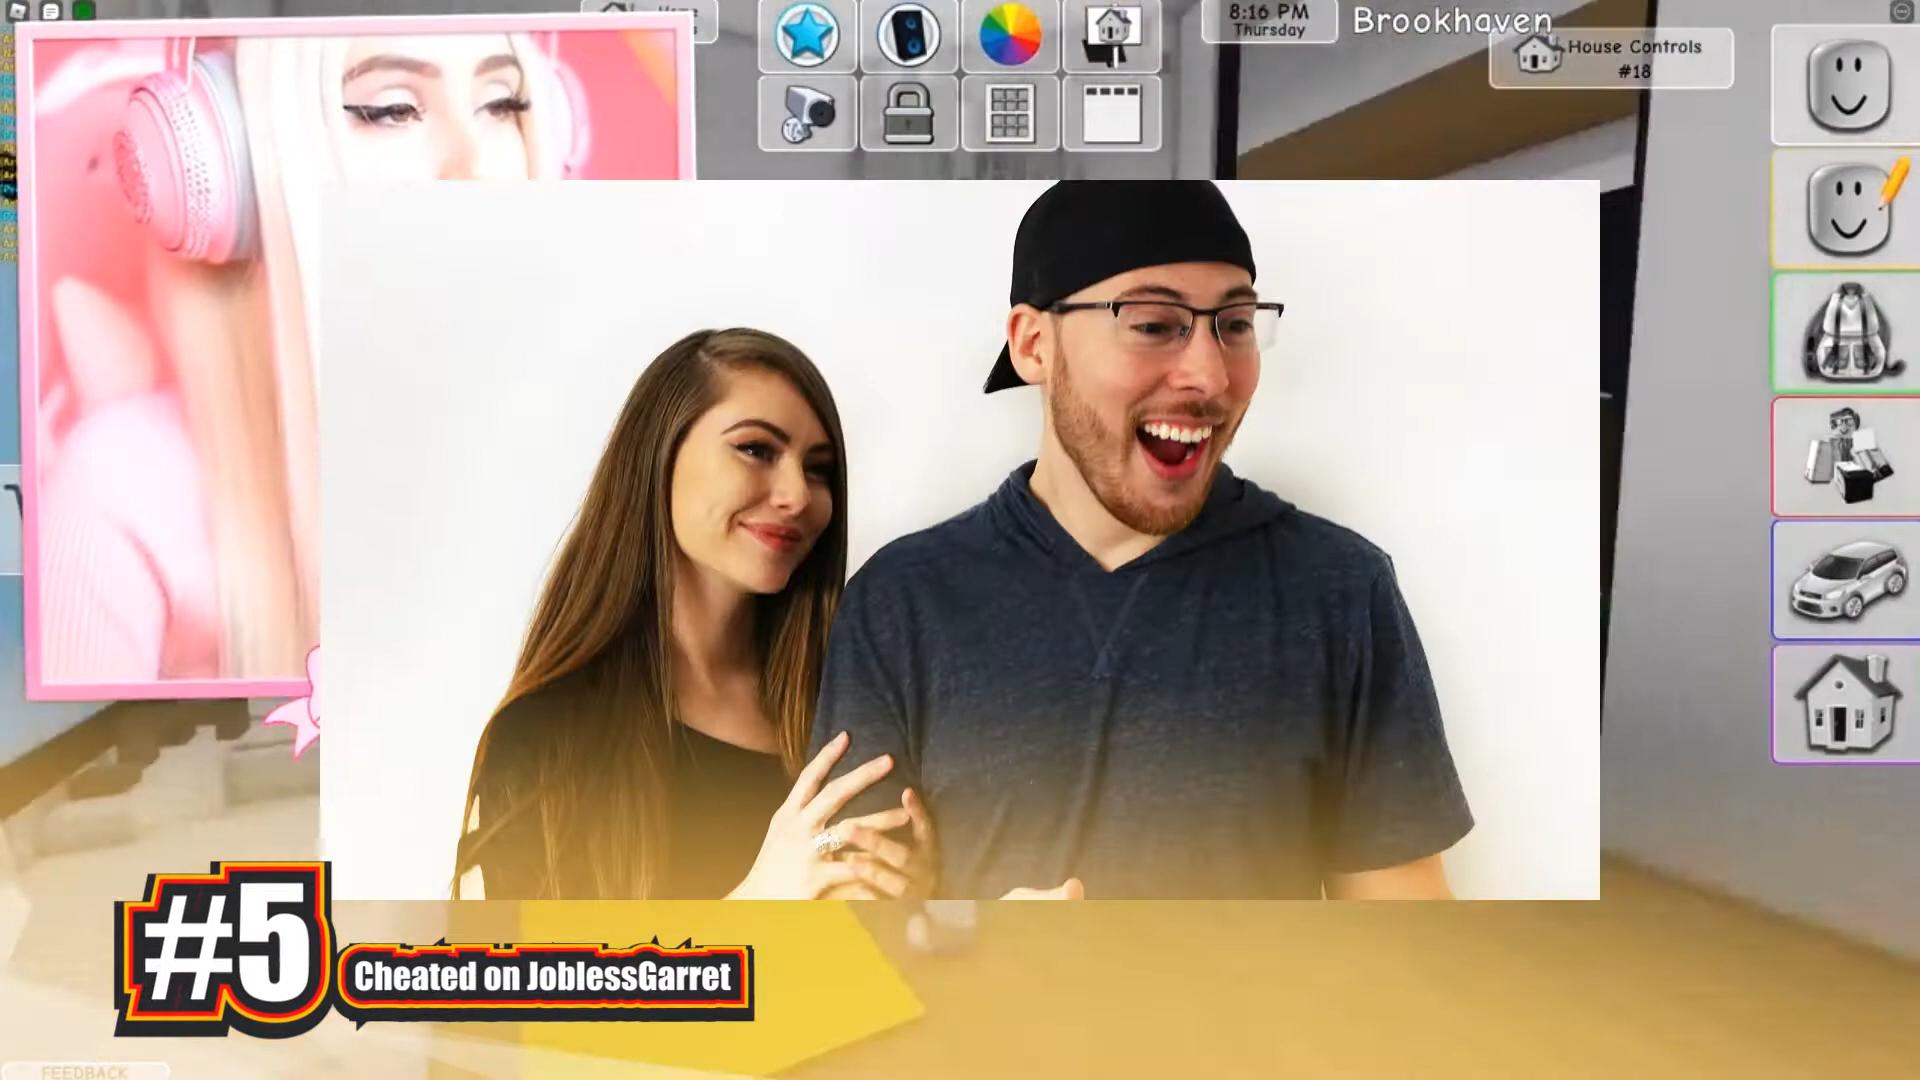 8:16 PM
Thursday
Brookhaven
House Controls
#18
#5
Cheated on JoblessGarret
FEEDBACK